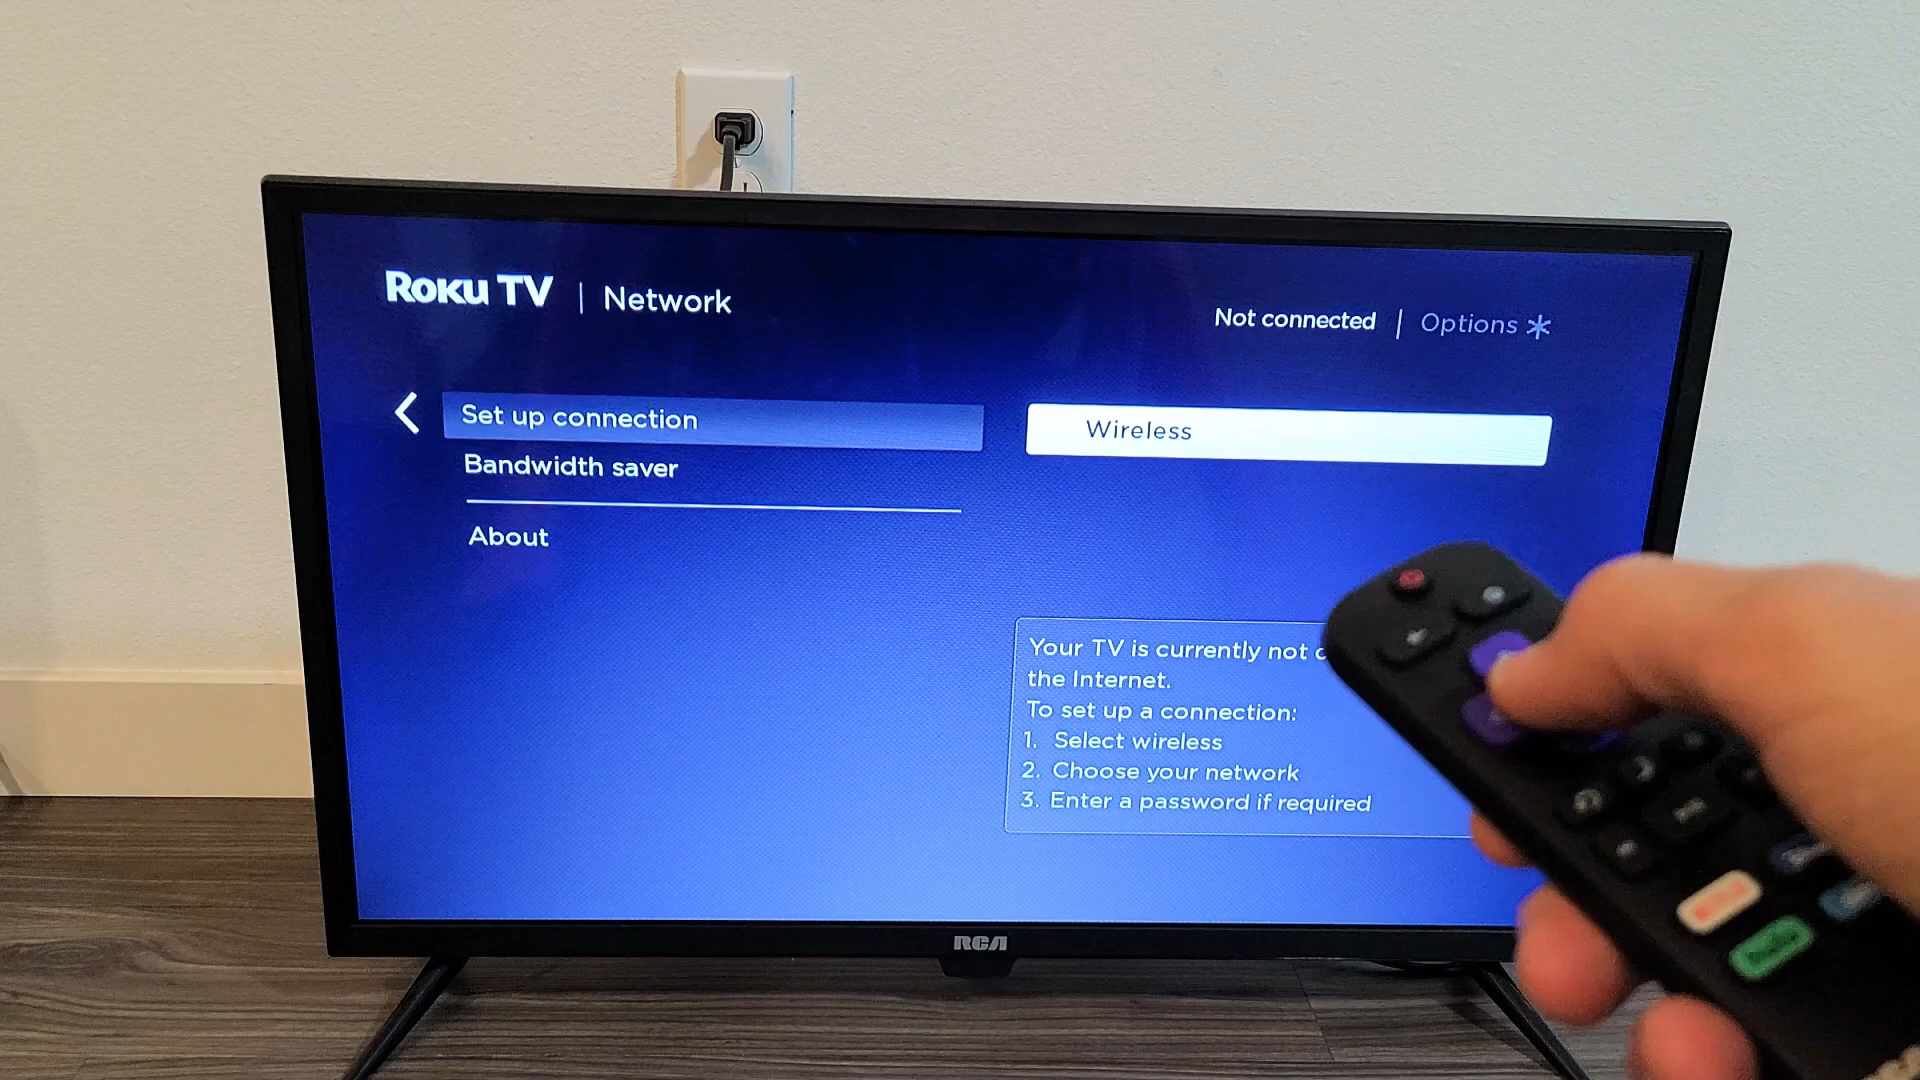 Roku TV | Network
Not connected | Options *
Set up connection
Wireless
Bandwidth saver
About
Your TV is currently not
the Internet.
To set up a connection:
1. Select wireless
2. Choose your network
3. Enter a password if required
RCA